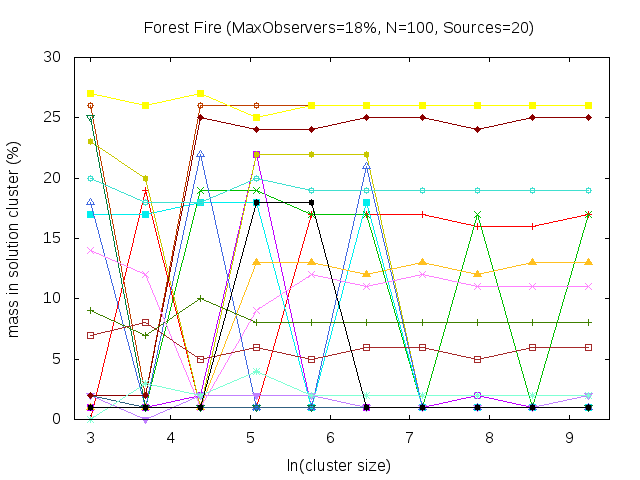 Forest Fire (MaxObservers=18%, N=100, Sources=20)
30
25
20
15
10
5
0
mass in solution cluster (%)
3 4 5 6 7 8 9
ln(cluster size)